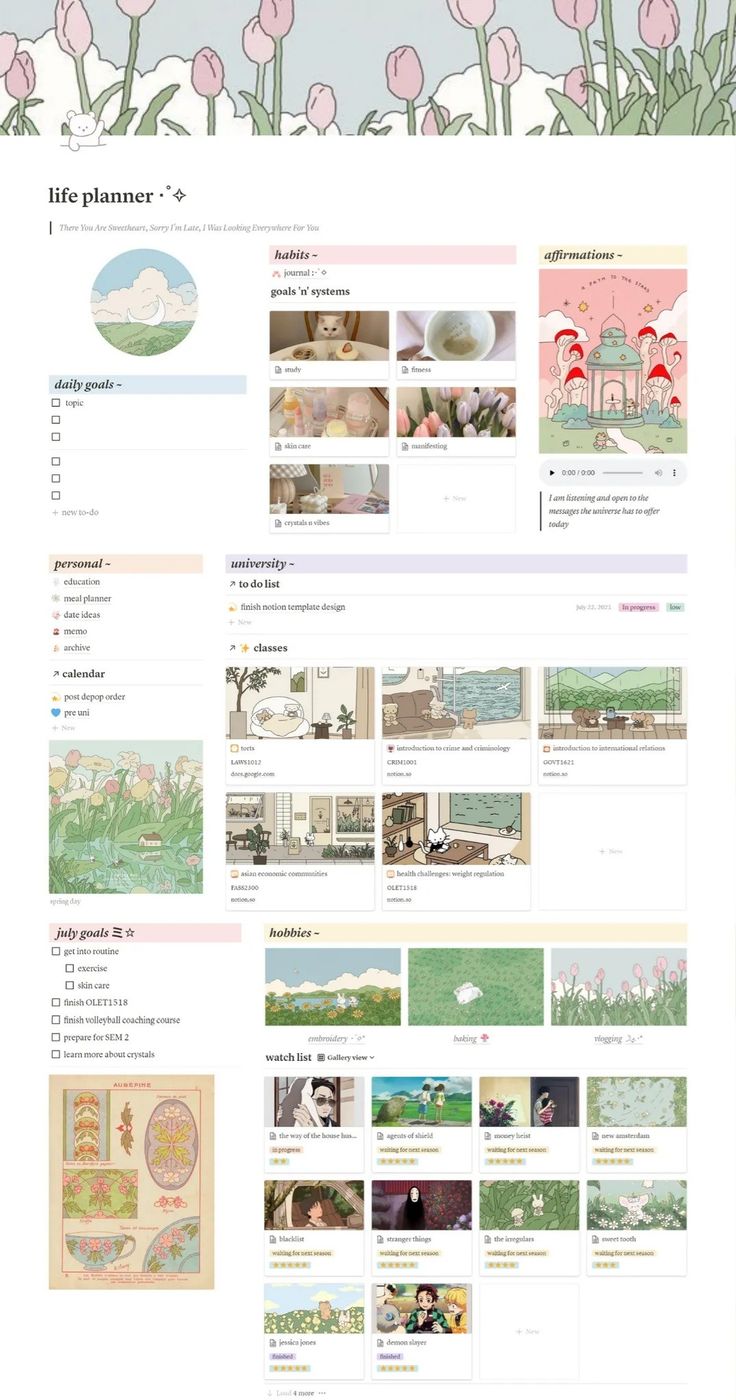 life planner ⋅˚✧
There You Are Sweetheart, Sorry I'm Late, I Was Looking Everywhere For You
daily goals ~
topic
+ new to-do
habits ~
journal :·˙✧
goals 'n' systems
study
fitness
skin care
manifesting
crystals n vibes
+ New
affirmations ~
A PATH TO THE STARS
0:00 / 0:00
I am listening and open to the
messages the universe has to offer
today
personal ~
education
meal planner
date ideas
memo
archive
↗ calendar
post depop order
pre uni
+ New
spring day
university ~
↗ to do list
finish notion template design
July 22, 2021
In progress
low
+ New
↗ ✨ classes
torts
LAWS1012
docs.google.com
introduction to crime and criminology
CRIM1001
notion.so
introduction to international relations
GOVT1621
notion.so
asian economic communities
FASS2300
notion.so
health challenges: weight regulation
OLET1518
notion.so
+ New
july goals ミ☆
get into routine
exercise
skin care
finish OLET1518
finish volleyball coaching course
prepare for SEM 2
learn more about crystals
AUBÉPINE
hobbies ~
embroidery
baking
vlogging
watch list
Gallery view
the way of the house hus...
in progress
agents of shield
waiting for next season
money heist
waiting for next season
new amsterdam
waiting for next season
blacklist
waiting for next season
stranger things
waiting for next season
the irregulars
waiting for next season
sweet tooth
waiting for next season
jessica jones
finished
demon slayer
finished
+ New
↓ Load 4 more ···